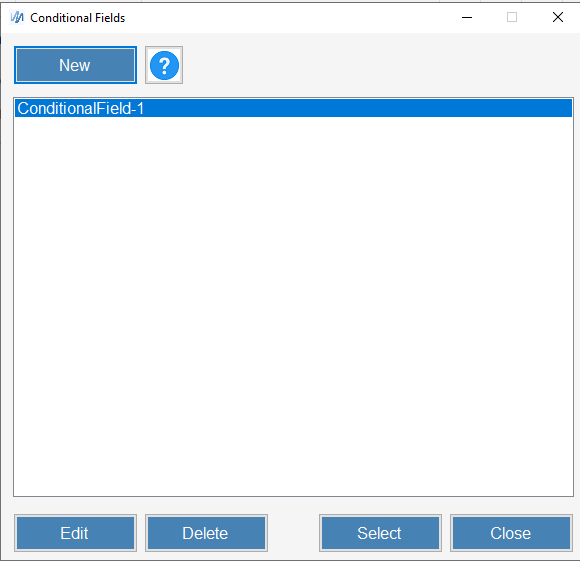 Conditional Fields
New
?
ConditionalField-1
Edit
Delete
Select
Close